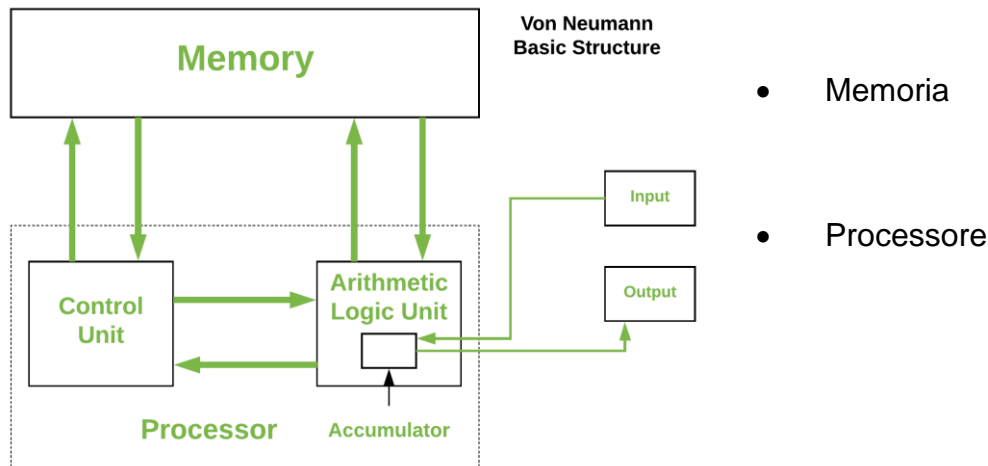 Von Neumann
Basic Structure
Memory
Input
Output
Control
Unit
Arithmetic
Logic Unit
Accumulator
Processor
• Memoria
• Processore